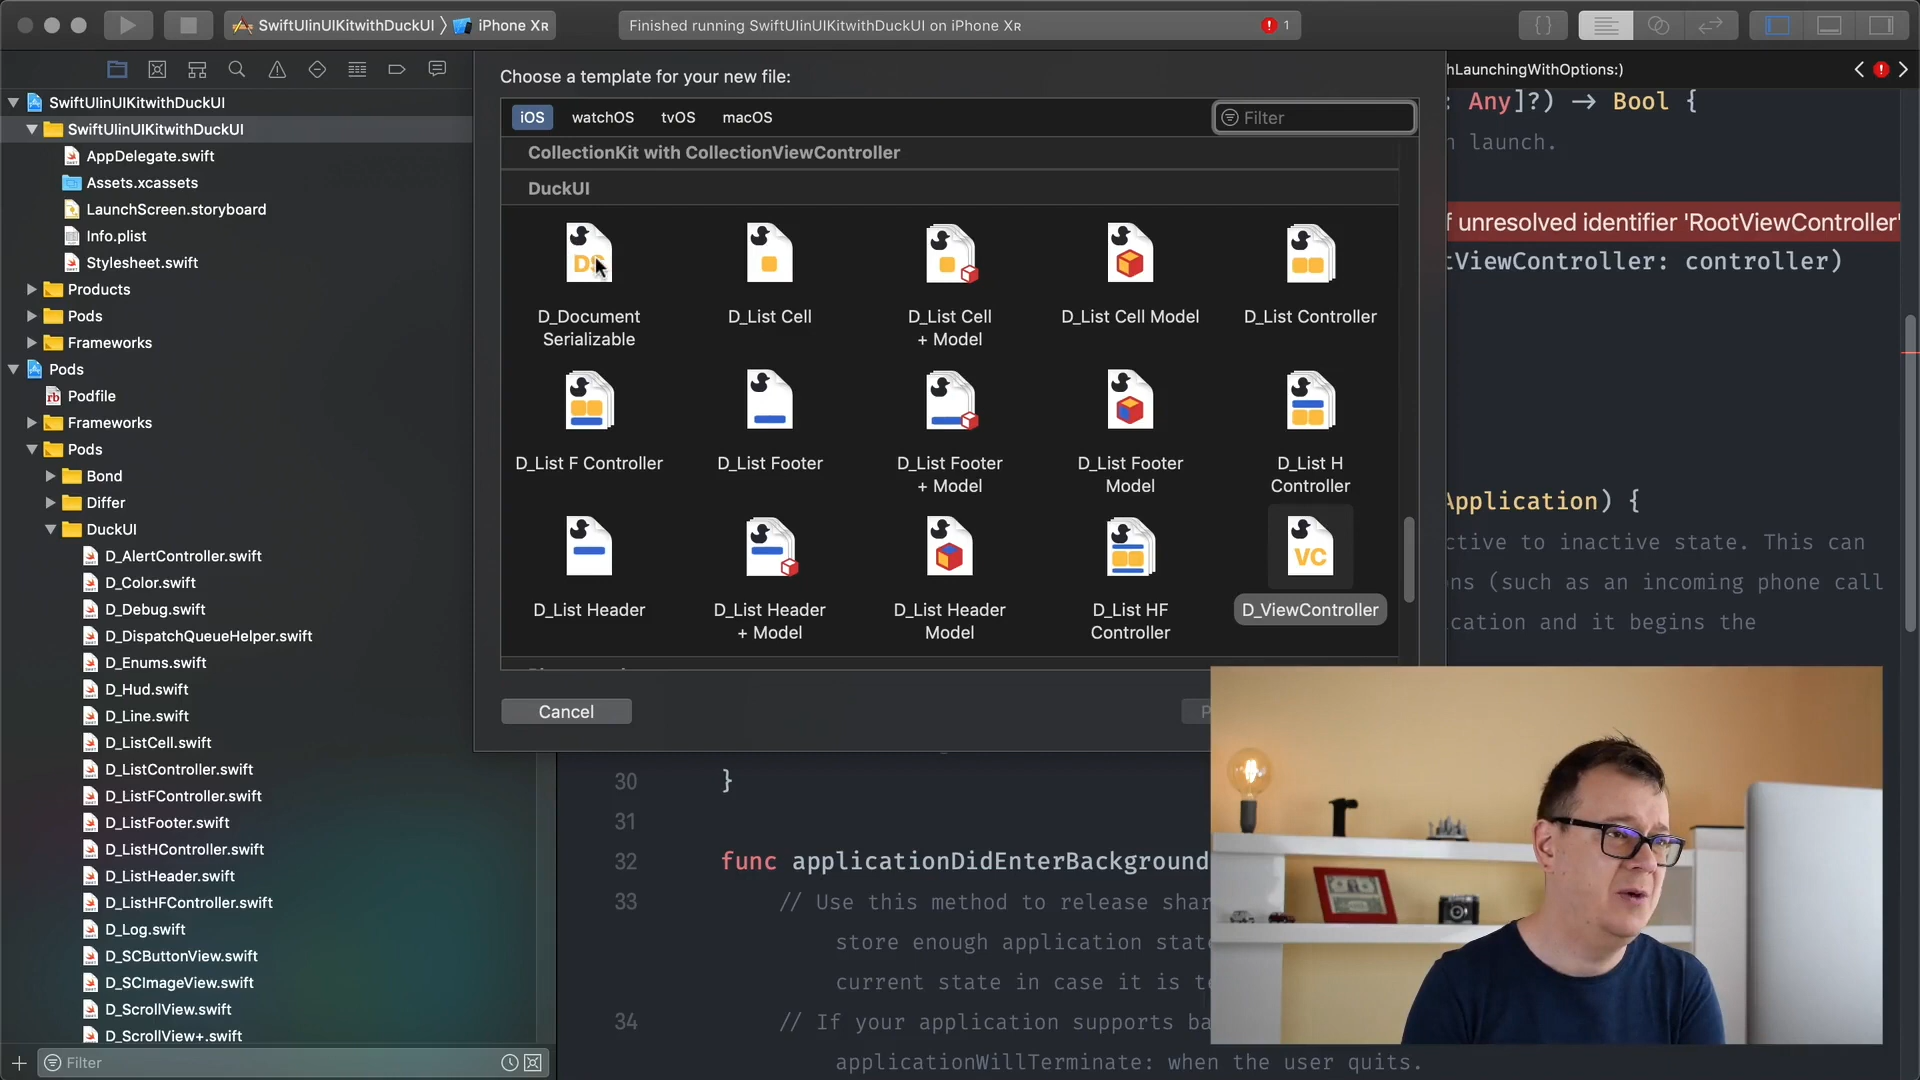 SwiftUIinUIKitwithDuckUI
iPhone XR
Finished running SwiftUIinUIKitwithDuckUI on iPhone XR
1
{}
SwiftUIinUIKitwithDuckUI
SwiftUIinUIKitwithDuckUI
AppDelegate.swift
Assets.xcassets
LaunchScreen.storyboard
Info.plist
Stylesheet.swift
Products
Pods
Frameworks
Pods
Podfile
Frameworks
Pods
Bond
Differ
DuckUI
D_AlertController.swift
D_Color.swift
D_Debug.swift
D_DispatchQueueHelper.swift
D_Enums.swift
D_Hud.swift
D_Line.swift
D_ListCell.swift
D_ListController.swift
D_ListFController.swift
D_ListFooter.swift
D_ListHController.swift
D_ListHeader.swift
D_ListHFController.swift
D_Log.swift
D_SCButtonView.swift
D_SCImageView.swift
D_ScrollView.swift
D_ScrollView+.swift
Filter
Choose a template for your new file:
iOS
watchOS
tvOS
macOS
Filter
CollectionKit with CollectionViewController
DuckUI
DS
D_Document
Serializable
D_List Cell
D_List Cell
+ Model
D_List Cell Model
D_List Controller
D_List F Controller
D_List Footer
D_List Footer
+ Model
D_List Footer
Model
D_List H
Controller
D_List Header
D_List Header
+ Model
D_List Header
Model
D_List HF
Controller
VC
D_ViewController
Cancel
P
hLaunchingWithOptions:)
: Any]?) → Bool {
n launch.
f unresolved identifier 'RootViewController'
tViewController: controller)
Application) {
ctive to inactive state. This can
ns (such as an incoming phone call
cation and it begins the
30 }
31
32 func applicationDidEnterBackground
33 // Use this method to release shar
store enough application state
current state in case it is te
34 // If your application supports ba
applicationWillTerminate: when the user quits.